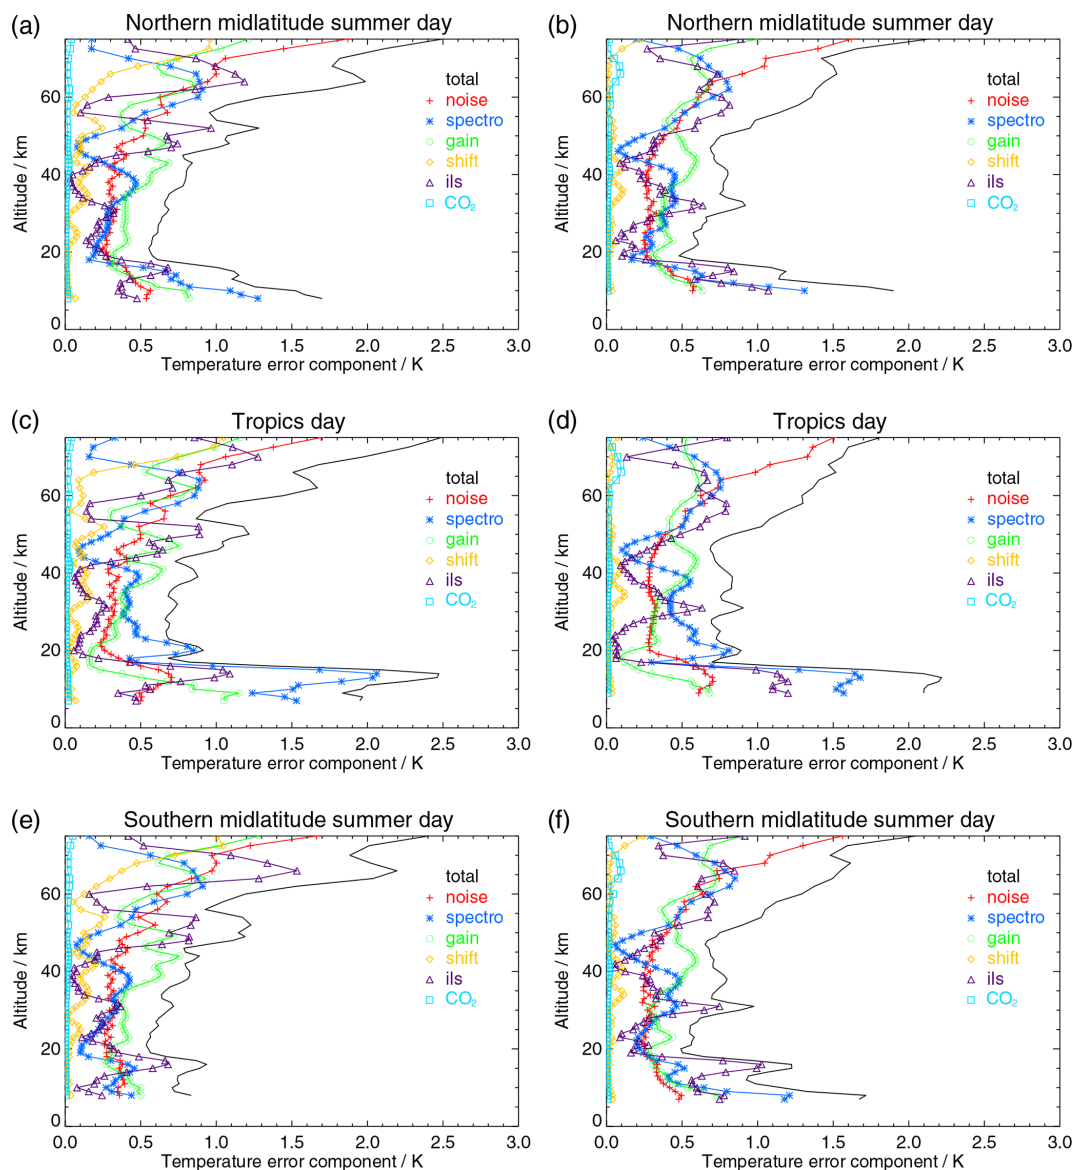 (a) Northern midlatitude summer day
Altitude / km
60
40
20
0
total
noise
spectro
gain
shift
ils
CO₂
0.0 0.5 1.0 1.5 2.0 2.5 3.0
Temperature error component / K
(b) Northern midlatitude summer day
Altitude / km
60
40
20
0
total
noise
spectro
gain
shift
ils
CO₂
0.0 0.5 1.0 1.5 2.0 2.5 3.0
Temperature error component / K
(c) Tropics day
Altitude / km
60
40
20
0
total
noise
spectro
gain
shift
ils
CO₂
0.0 0.5 1.0 1.5 2.0 2.5 3.0
Temperature error component / K
(d) Tropics day
Altitude / km
60
40
20
0
total
noise
spectro
gain
shift
ils
CO₂
0.0 0.5 1.0 1.5 2.0 2.5 3.0
Temperature error component / K
(e) Southern midlatitude summer day
Altitude / km
60
40
20
0
total
noise
spectro
gain
shift
ils
CO₂
0.0 0.5 1.0 1.5 2.0 2.5 3.0
Temperature error component / K
(f) Southern midlatitude summer day
Altitude / km
60
40
20
0
total
noise
spectro
gain
shift
ils
CO₂
0.0 0.5 1.0 1.5 2.0 2.5 3.0
Temperature error component / K